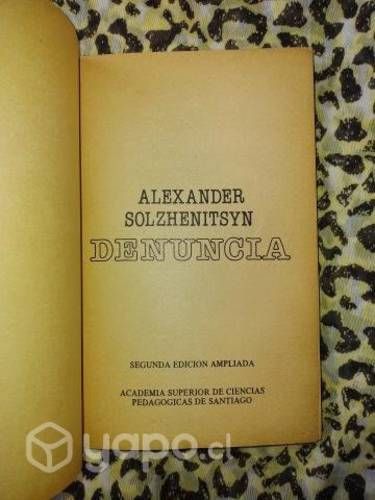 ALEXANDER
SOLZHENITSYN
DENUNCIA
SEGUNDA EDICION AMPLIADA
ACADEMIA SUPERIOR DE CIENCIAS
PEDAGOGICAS DE SANTIAGO
yapo.cl